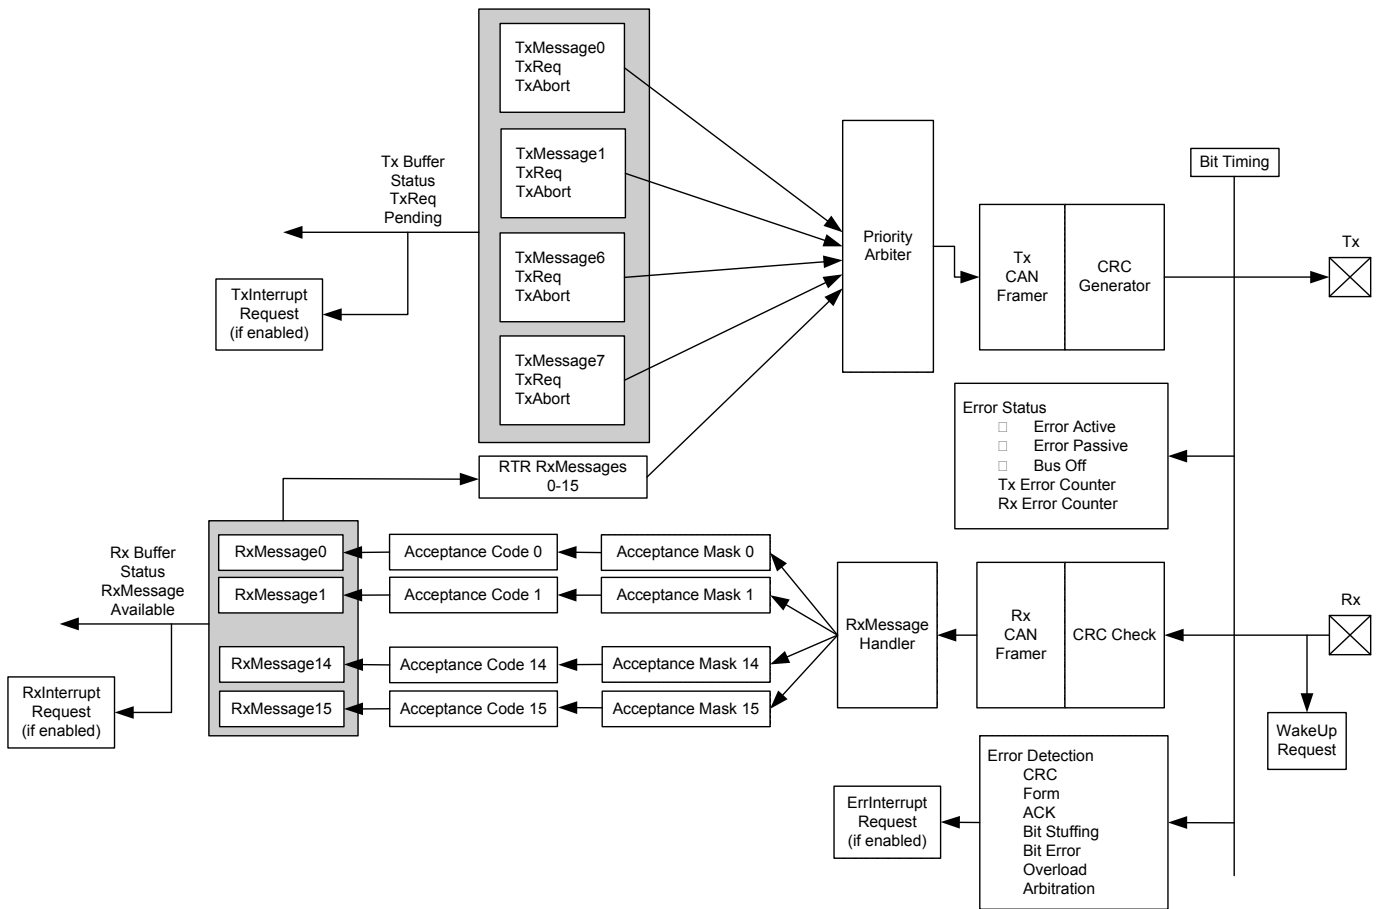 TxMessage0
TxReq
TxAbort
TxMessage1
TxReq
TxAbort
TxMessage6
TxReq
TxAbort
TxMessage7
TxReq
TxAbort
Tx Buffer
Status
TxReq
Pending
TxInterrupt
Request
(if enabled)
Priority
Arbiter
Tx
CAN
Framer
CRC
Generator
Bit Timing
Tx
Error Status
Error Active
Error Passive
Bus Off
Tx Error Counter
Rx Error Counter
RTR RxMessages
0-15
Rx Buffer
Status
RxMessage
Available
RxInterrupt
Request
(if enabled)
RxMessage0
Acceptance Code 0
Acceptance Mask 0
RxMessage1
Acceptance Code 1
Acceptance Mask 1
RxMessage14
Acceptance Code 14
Acceptance Mask 14
RxMessage15
Acceptance Code 15
Acceptance Mask 15
RxMessage
Handler
Rx
CAN
Framer
CRC Check
Rx
WakeUp
Request
ErrInterrupt
Request
(if enabled)
Error Detection
CRC
Form
ACK
Bit Stuffing
Bit Error
Overload
Arbitration